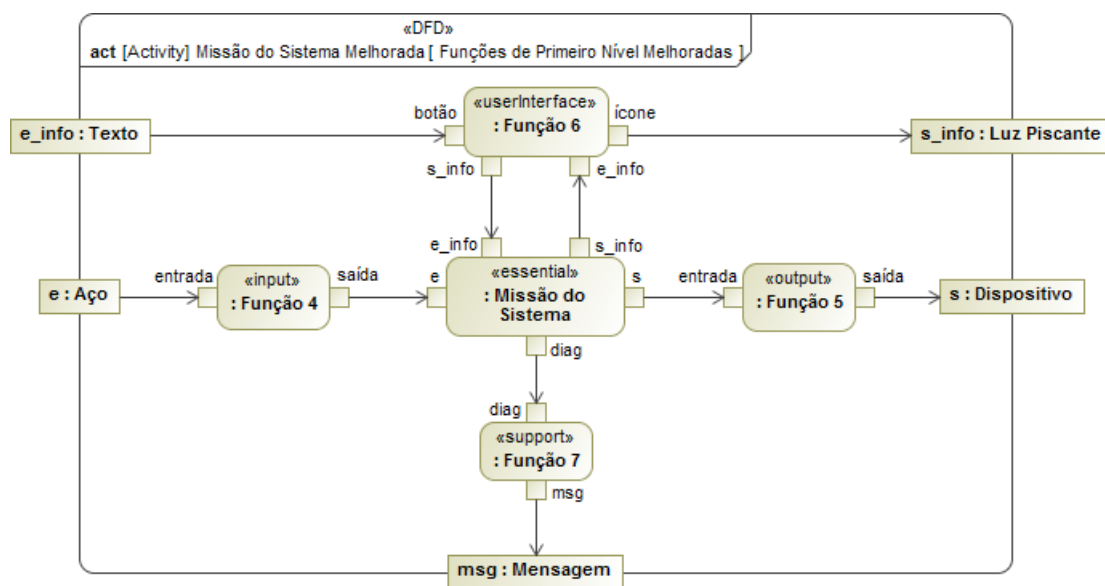 «DFD»
act [Activity] Missão do Sistema Melhorada [ Funções de Primeiro Nível Melhoradas ]
e_info : Texto
botão
«userInterface»
: Função 6
ícone
s_info : Luz Piscante
s_info
e_info
e_info
s_info
e : Aço
entrada
«input»
: Função 4
saída
e
«essential»
: Missão do
Sistema
s
entrada
«output»
: Função 5
saída
s : Dispositivo
diag
diag
«support»
: Função 7
msg
msg : Mensagem